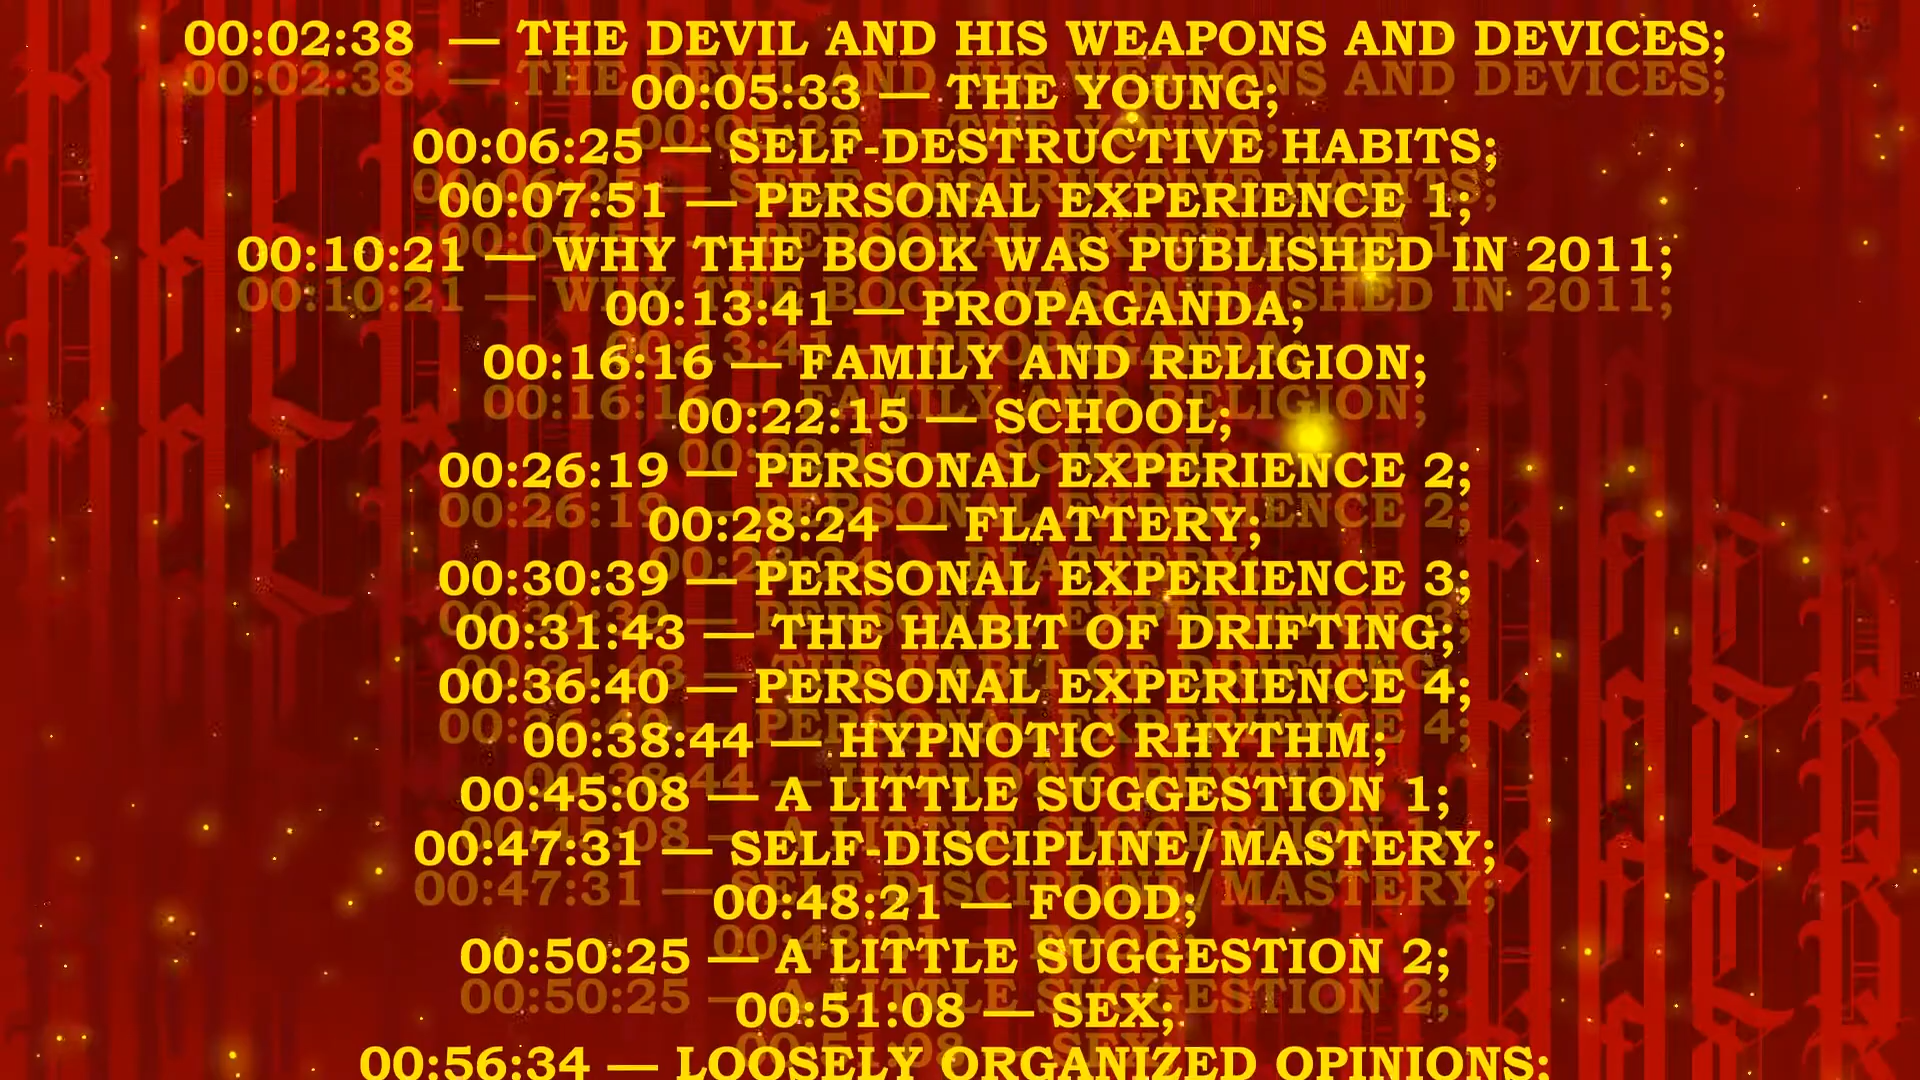 00:02:38 — THE DEVIL AND HIS WEAPONS AND DEVICES;
00:05:33 — THE YOUNG;
00:06:25 — SELF-DESTRUCTIVE HABITS;
00:07:51 — PERSONAL EXPERIENCE 1;
00:10:21 — WHY THE BOOK WAS PUBLISHED IN 2011;
00:13:41 — PROPAGANDA;
00:16:16 — FAMILY AND RELIGION;
00:22:15 — SCHOOL;
00:26:19 — PERSONAL EXPERIENCE 2;
00:28:24 — FLATTERY;
00:30:39 — PERSONAL EXPERIENCE 3;
00:31:43 — THE HABIT OF DRIFTING;
00:36:40 — PERSONAL EXPERIENCE 4;
00:38:44 — HYPNOTIC RHYTHM;
00:45:08 — A LITTLE SUGGESTION 1;
00:47:31 — SELF-DISCIPLINE/MASTERY;
00:48:21 — FOOD;
00:50:25 — A LITTLE SUGGESTION 2;
00:51:08 — SEX;
00:56:34 — LOOSELY ORGANIZED OPINIONS;